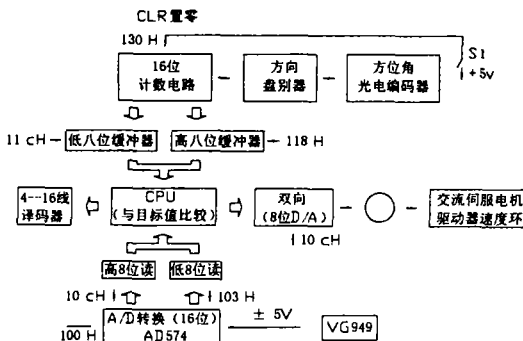 CLR置零
130 H
S1
+5v
16位
计数电路
方向
盘别器
方位角
光电编码器
11 cH
低八位缓冲器
高八位缓冲器
118 H
4--16线
译码器
CPU
(与目标值比较)
双向
(8位D/A)
交流伺服电机
驱动器速度环
10 cH
高8位读
低8位读
10 cH
103 H
100 H
A/D转换(16位)
AD574
± 5V
VG949